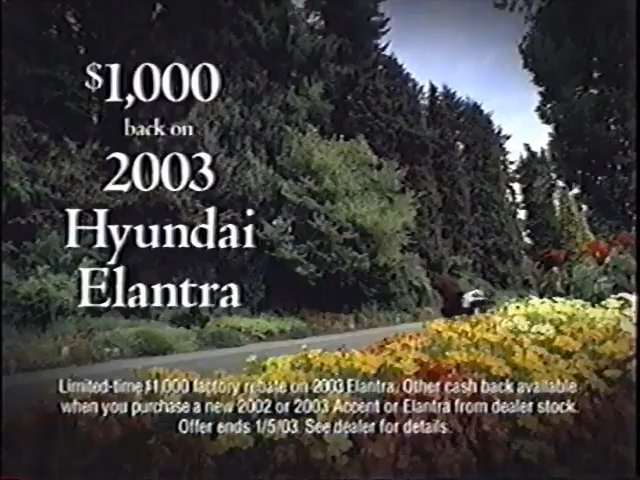 $1,000
back on
2003
Hyundai
Elantra
Limited-time $1,000 factory rebate on 2003 Elantra. Other cash back available
when you purchase a new 2002 or 2003 Accent or Elantra from dealer stock.
Offer ends 1/5/03. See dealer for details.